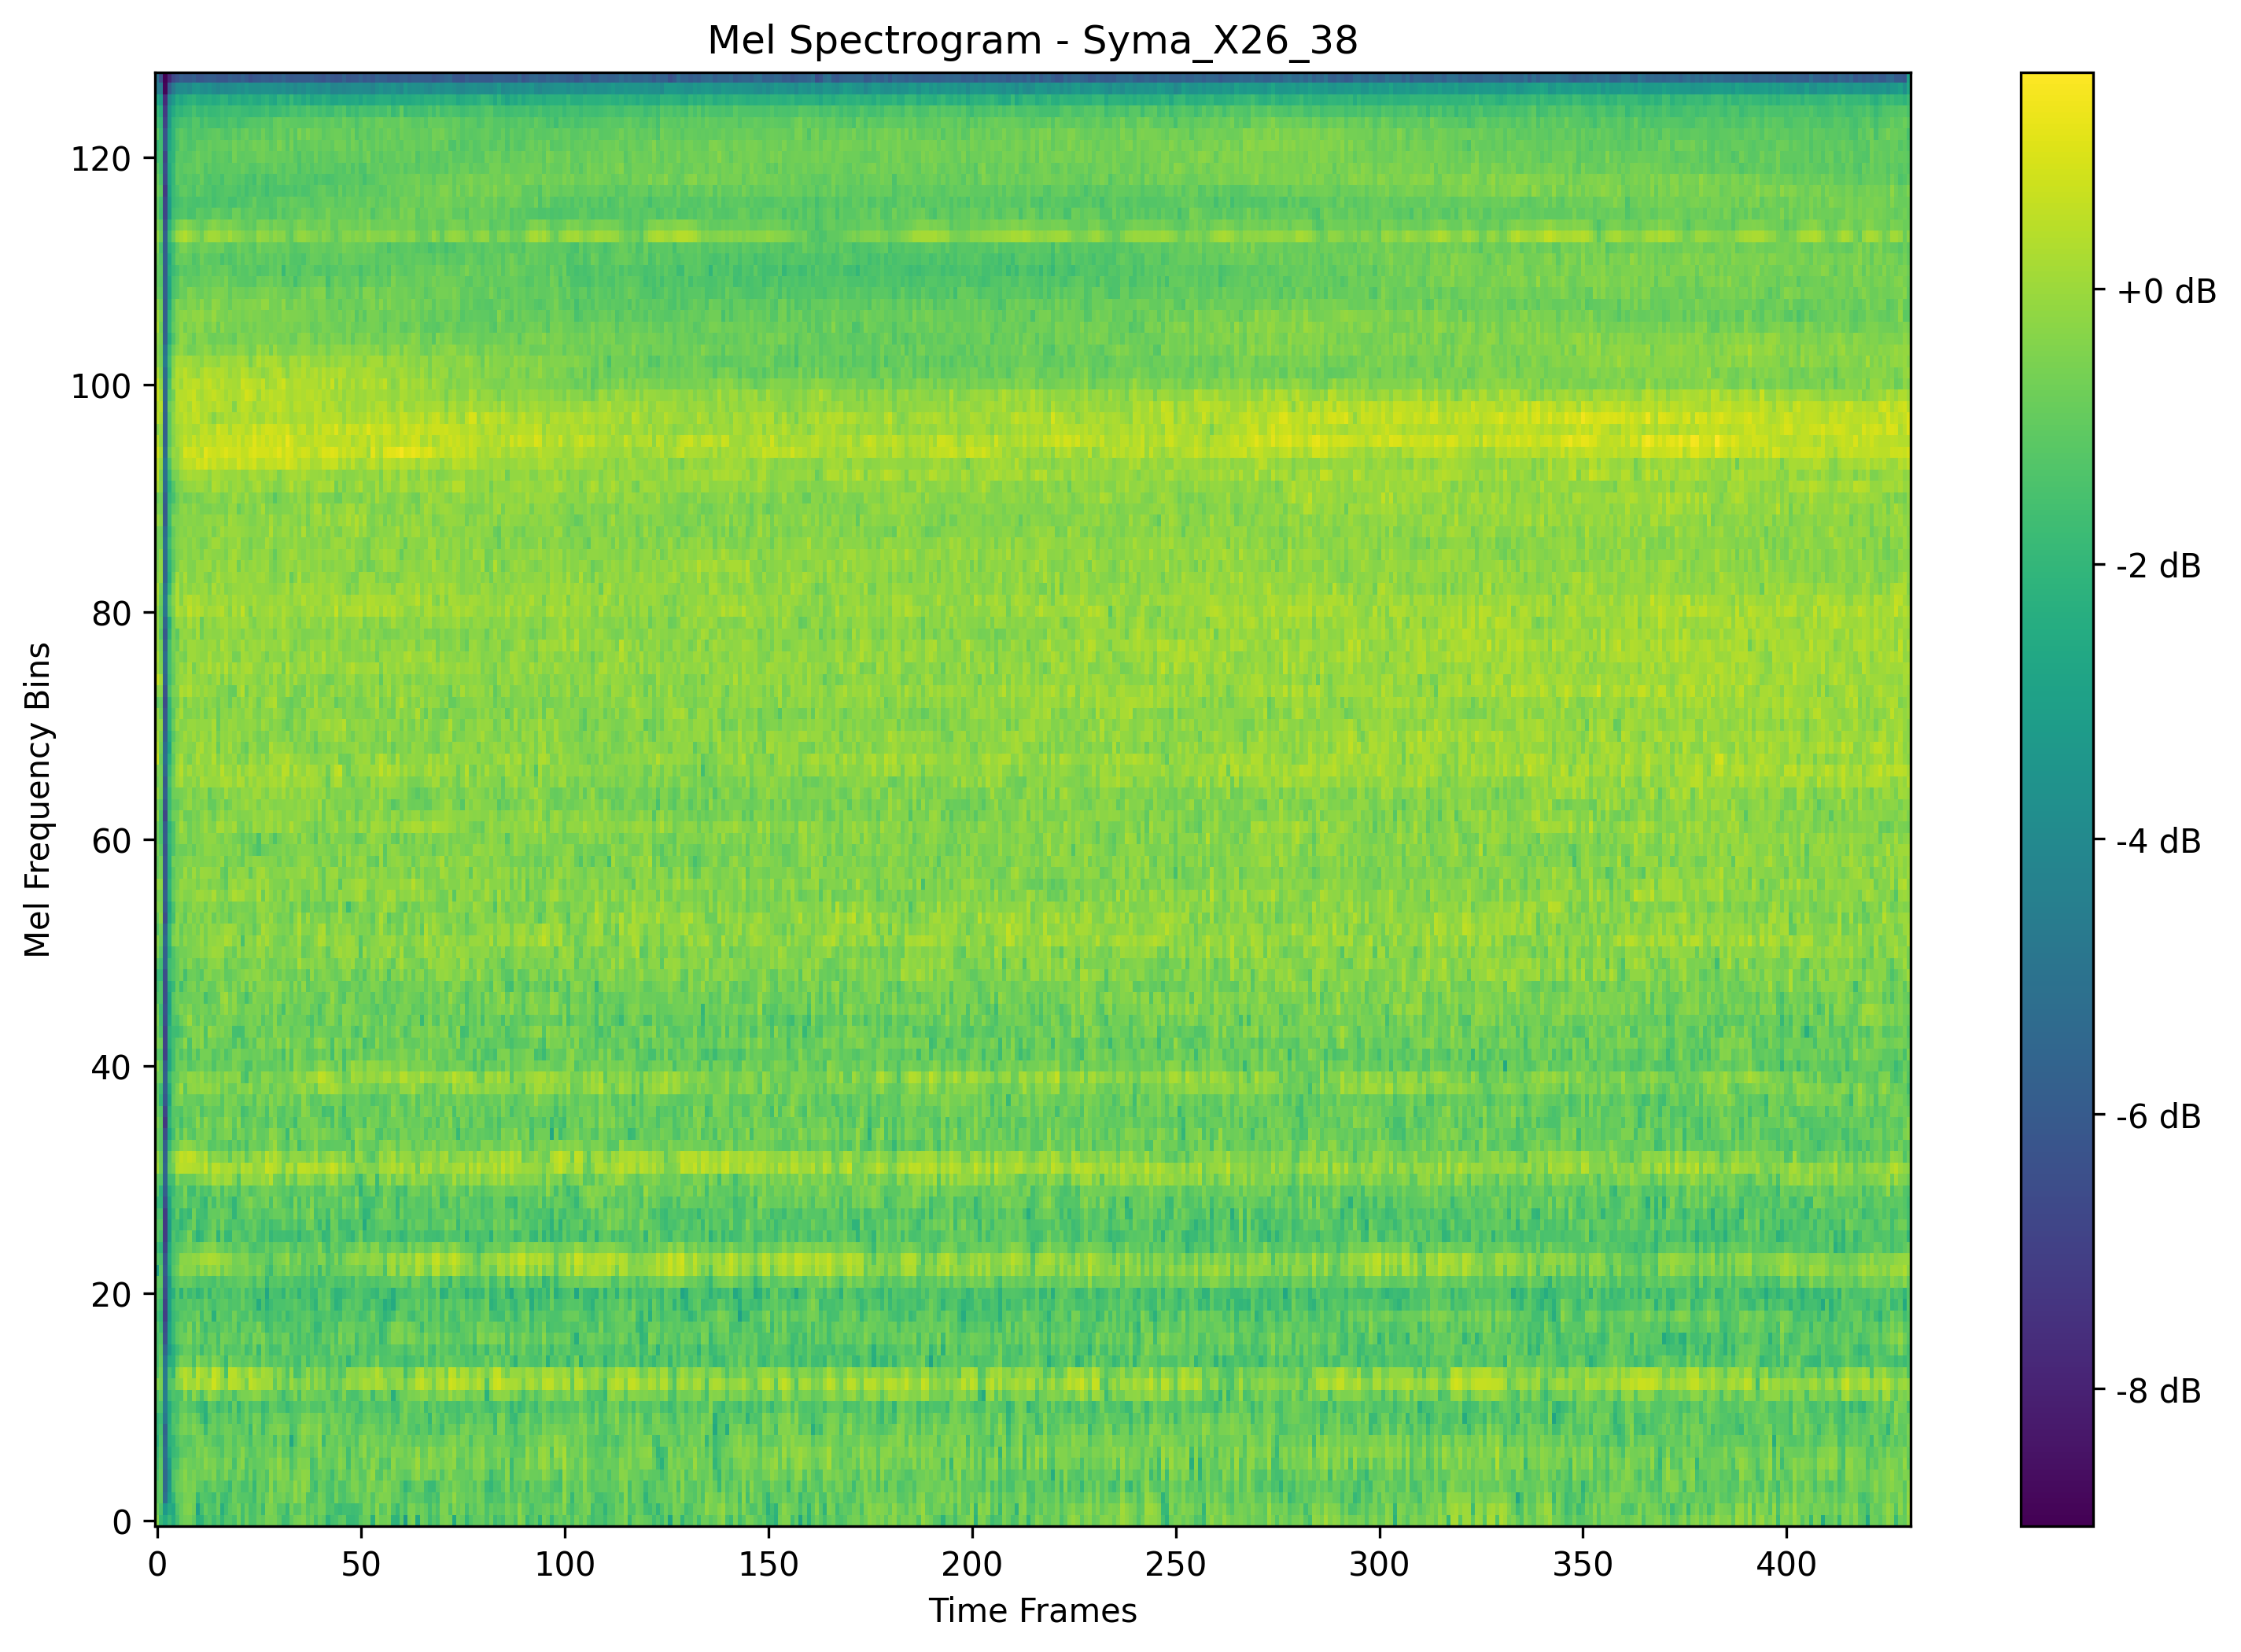 Mel Spectrogram - Syma_X26_38
120
100
80
60
40
20
0
Mel Frequency Bins
0 50 100 150 200 250 300 350 400
Time Frames
+0 dB
-2 dB
-4 dB
-6 dB
-8 dB